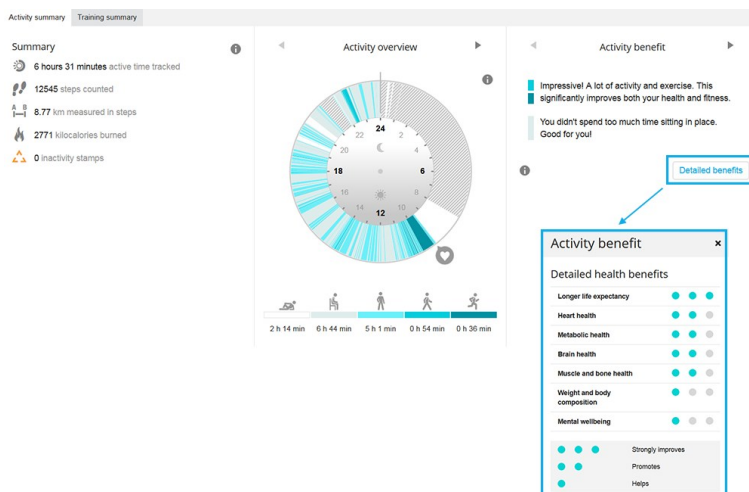 Activity summary
Training summary
Summary
6 hours 31 minutes active time tracked
12545 steps counted
A B
8.77 km measured in steps
2771 kilocalories burned
0 inactivity stamps
Activity overview
24
22
2
20
4
18
6
16
8
14
10
12
2 h 14 min
6 h 44 min
5 h 1 min
0 h 54 min
0 h 36 min
Activity benefit
Impressive! A lot of activity and exercise. This
significantly improves both your health and fitness.
You didn't spend too much time sitting in place.
Good for you!
Detailed benefits
Activity benefit
×
Detailed health benefits
Longer life expectancy
Heart health
Metabolic health
Brain health
Muscle and bone health
Weight and body
composition
Mental wellbeing
Strongly improves
Promotes
Helps